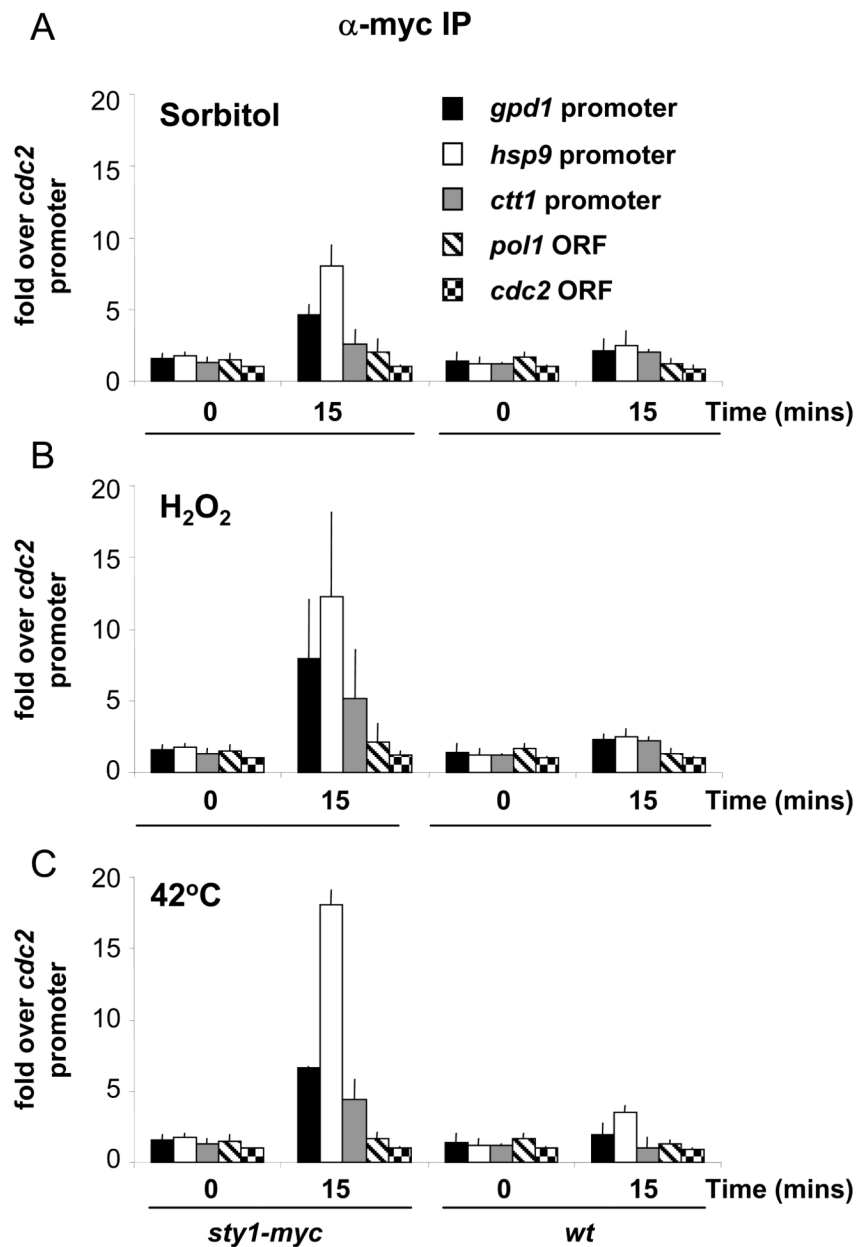 A
α-myc IP
Sorbitol
gpd1 promoter
hsp9 promoter
ctt1 promoter
pol1 ORF
cdc2 ORF
fold over cdc2
promoter
20
15
10
5
0
0 15 0 15 Time (mins)
B
H₂O₂
fold over cdc2
promoter
20
15
10
5
0
0 15 0 15 Time (mins)
C
42°C
fold over cdc2
promoter
20
15
10
5
0
0 15 0 15 Time (mins)
sty1-myc wt